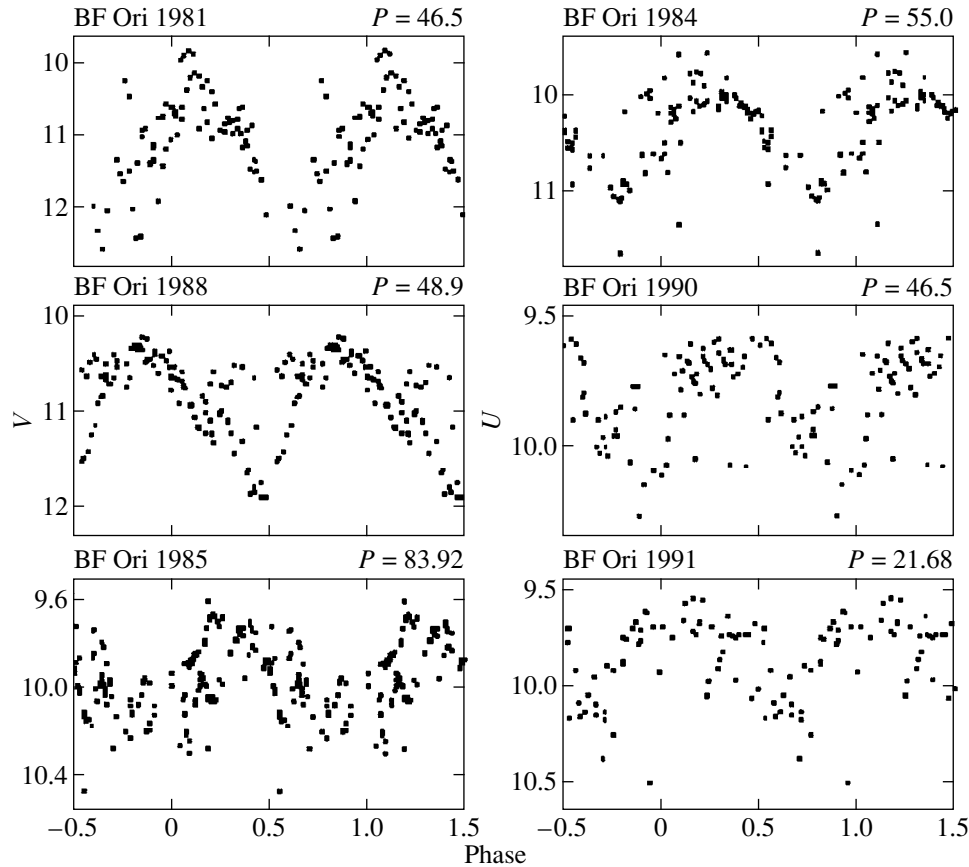 BF Ori 1981 P = 46.5
BF Ori 1984 P = 55.0
10
11
12
10
11
BF Ori 1988 P = 48.9
BF Ori 1990 P = 46.5
10
11
12
V
9.5
10.0
U
BF Ori 1985 P = 83.92
BF Ori 1991 P = 21.68
9.6
10.0
10.4
9.5
10.0
10.5
−0.5 0 0.5 1.0 1.5
−0.5 0 0.5 1.0 1.5
Phase